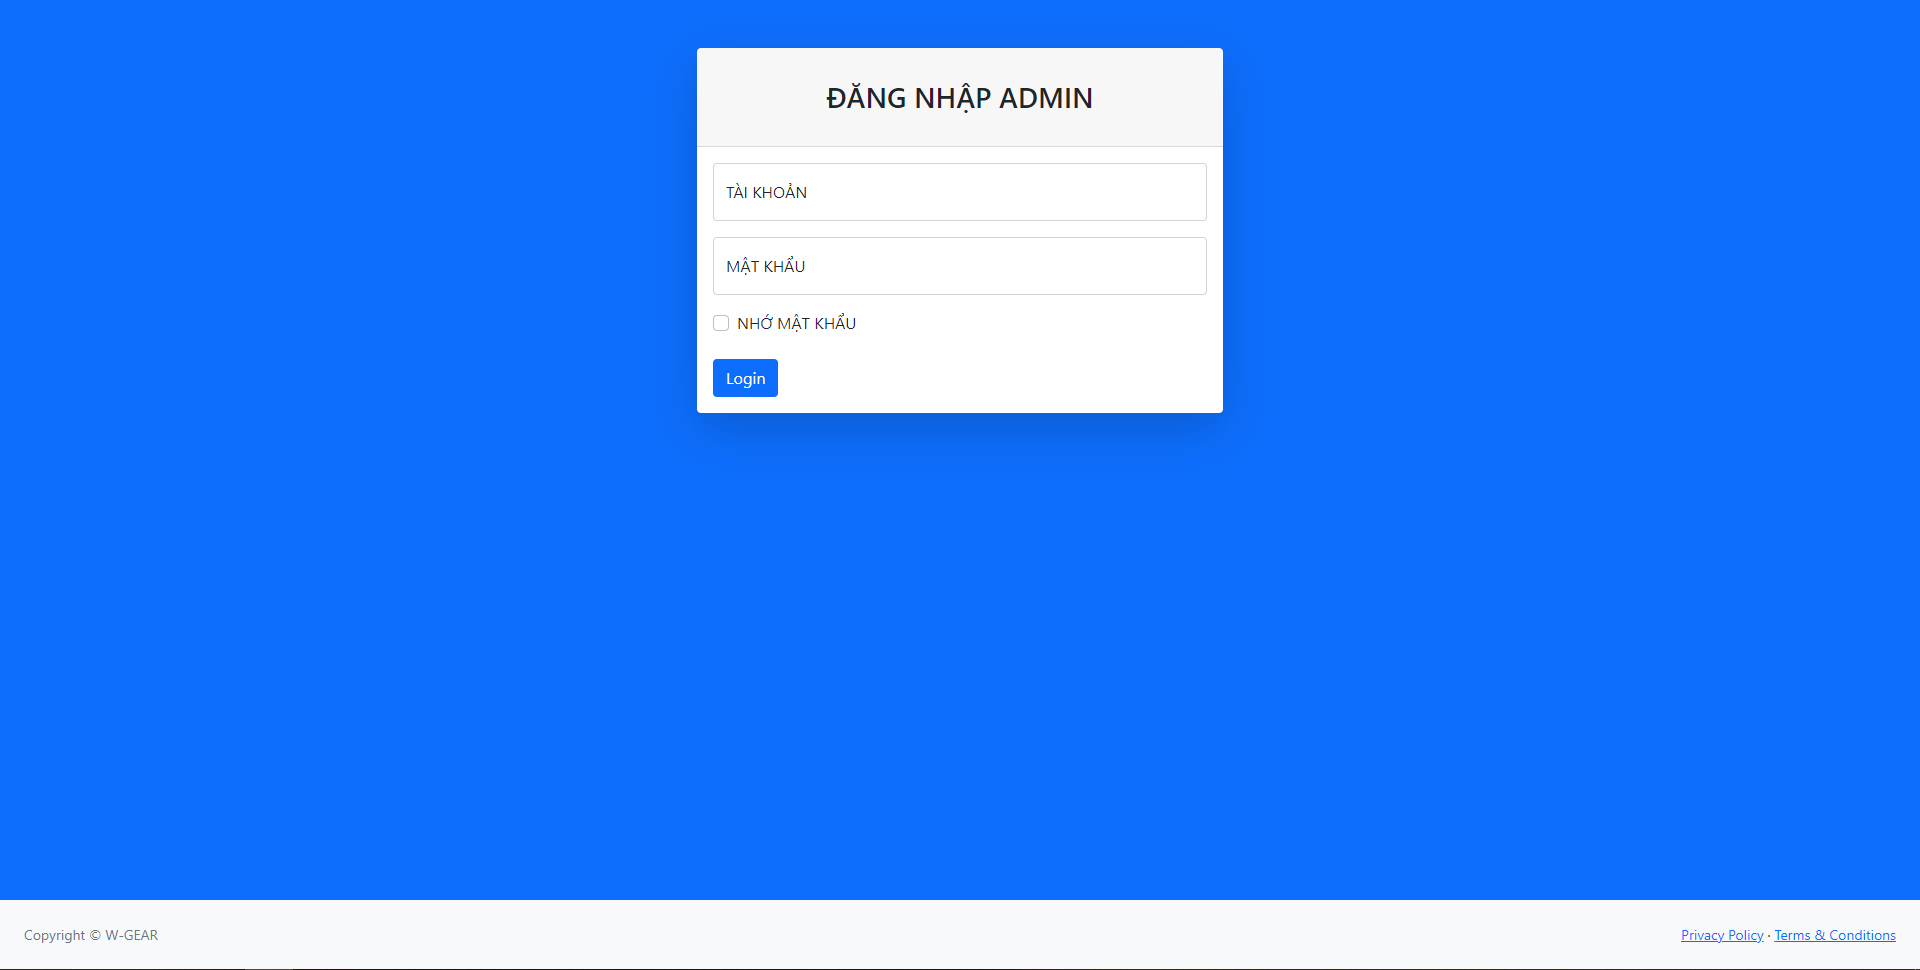 ĐĂNG NHẬP ADMIN
TÀI KHOẢN
MẬT KHẨU
NHỚ MẬT KHẨU
Login
Copyright © W-GEAR
Privacy Policy · Terms & Conditions